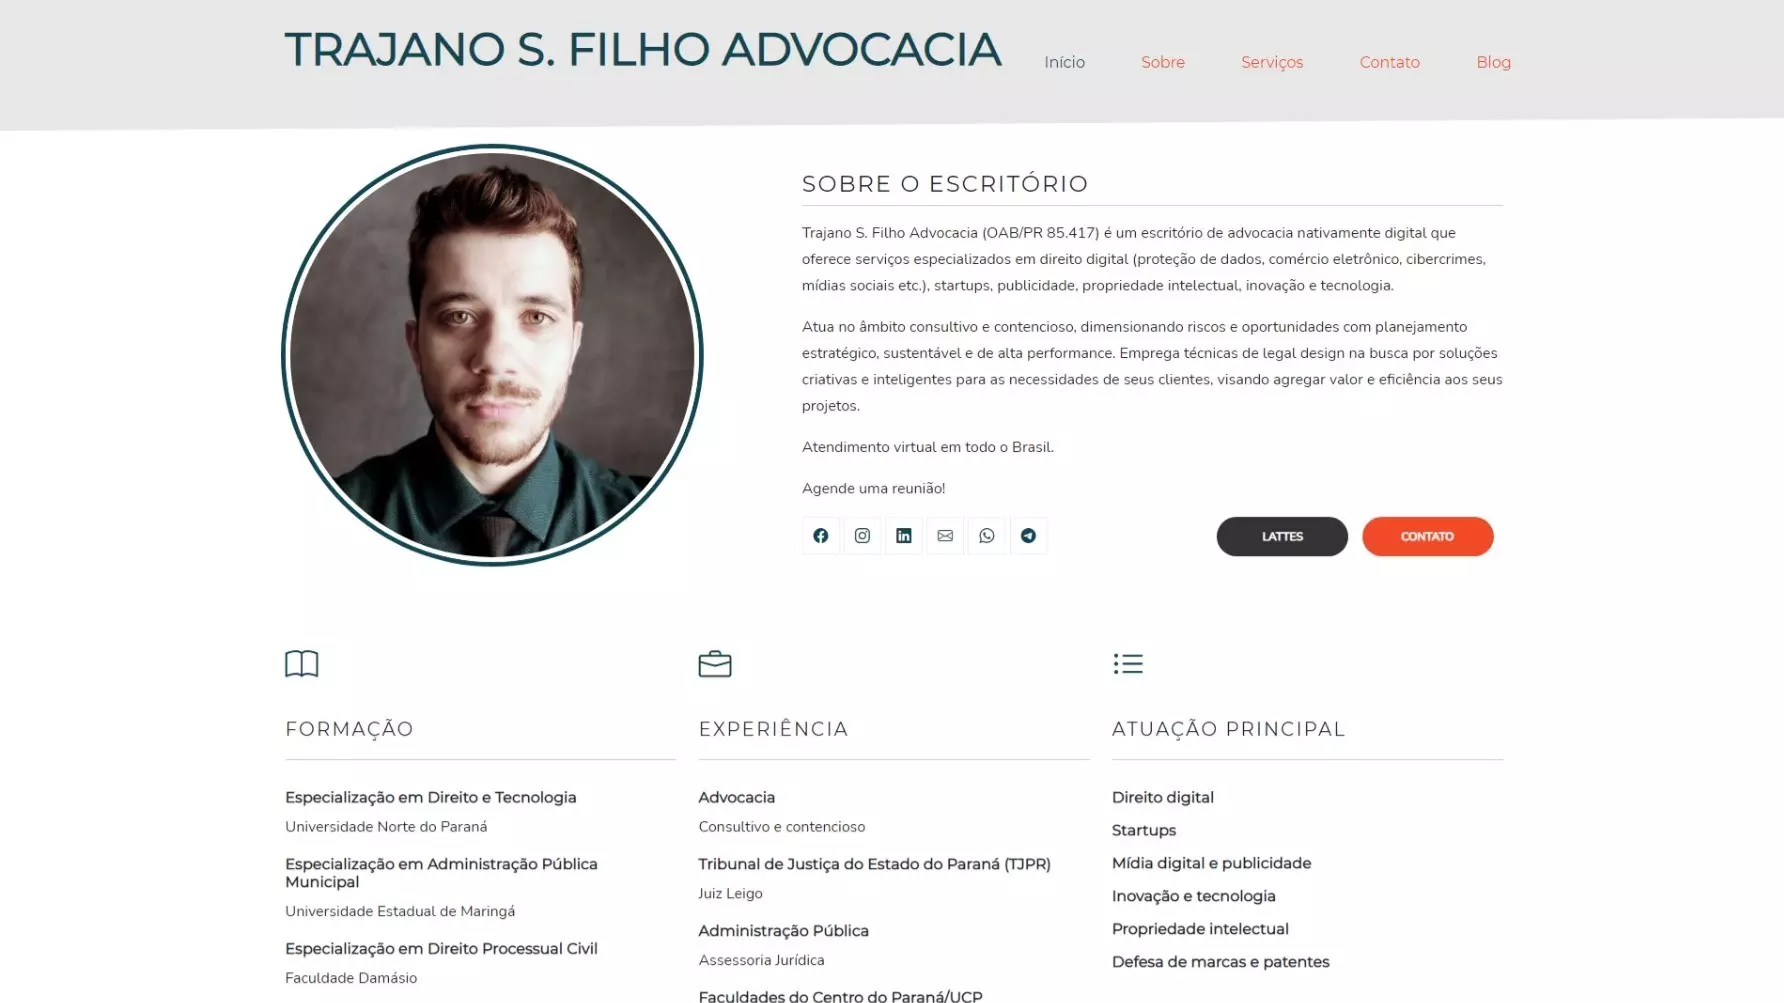 TRAJANO S. FILHO ADVOCACIA
Início Sobre Serviços Contato Blog
SOBRE O ESCRITÓRIO
Trajano S. Filho Advocacia (OAB/PR 85.417) é um escritório de advocacia nativamente digital que
oferece serviços especializados em direito digital (proteção de dados, comércio eletrônico, cibercrimes,
mídias sociais etc.), startups, publicidade, propriedade intelectual, inovação e tecnologia.
Atua no âmbito consultivo e contencioso, dimensionando riscos e oportunidades com planejamento
estratégico, sustentável e de alta performance. Emprega técnicas de legal design na busca por soluções
criativas e inteligentes para as necessidades de seus clientes, visando agregar valor e eficiência aos seus
projetos.
Atendimento virtual em todo o Brasil.
Agende uma reunião!
LATTES CONTATO
FORMAÇÃO
Especialização em Direito e Tecnologia
Universidade Norte do Paraná
Especialização em Administração Pública
Municipal
Universidade Estadual de Maringá
Especialização em Direito Processual Civil
Faculdade Damásio
EXPERIÊNCIA
Advocacia
Consultivo e contencioso
Tribunal de Justiça do Estado do Paraná (TJPR)
Juiz Leigo
Administração Pública
Assessoria Jurídica
Faculdades do Centro do Paraná/UCP
ATUAÇÃO PRINCIPAL
Direito digital
Startups
Mídia digital e publicidade
Inovação e tecnologia
Propriedade intelectual
Defesa de marcas e patentes